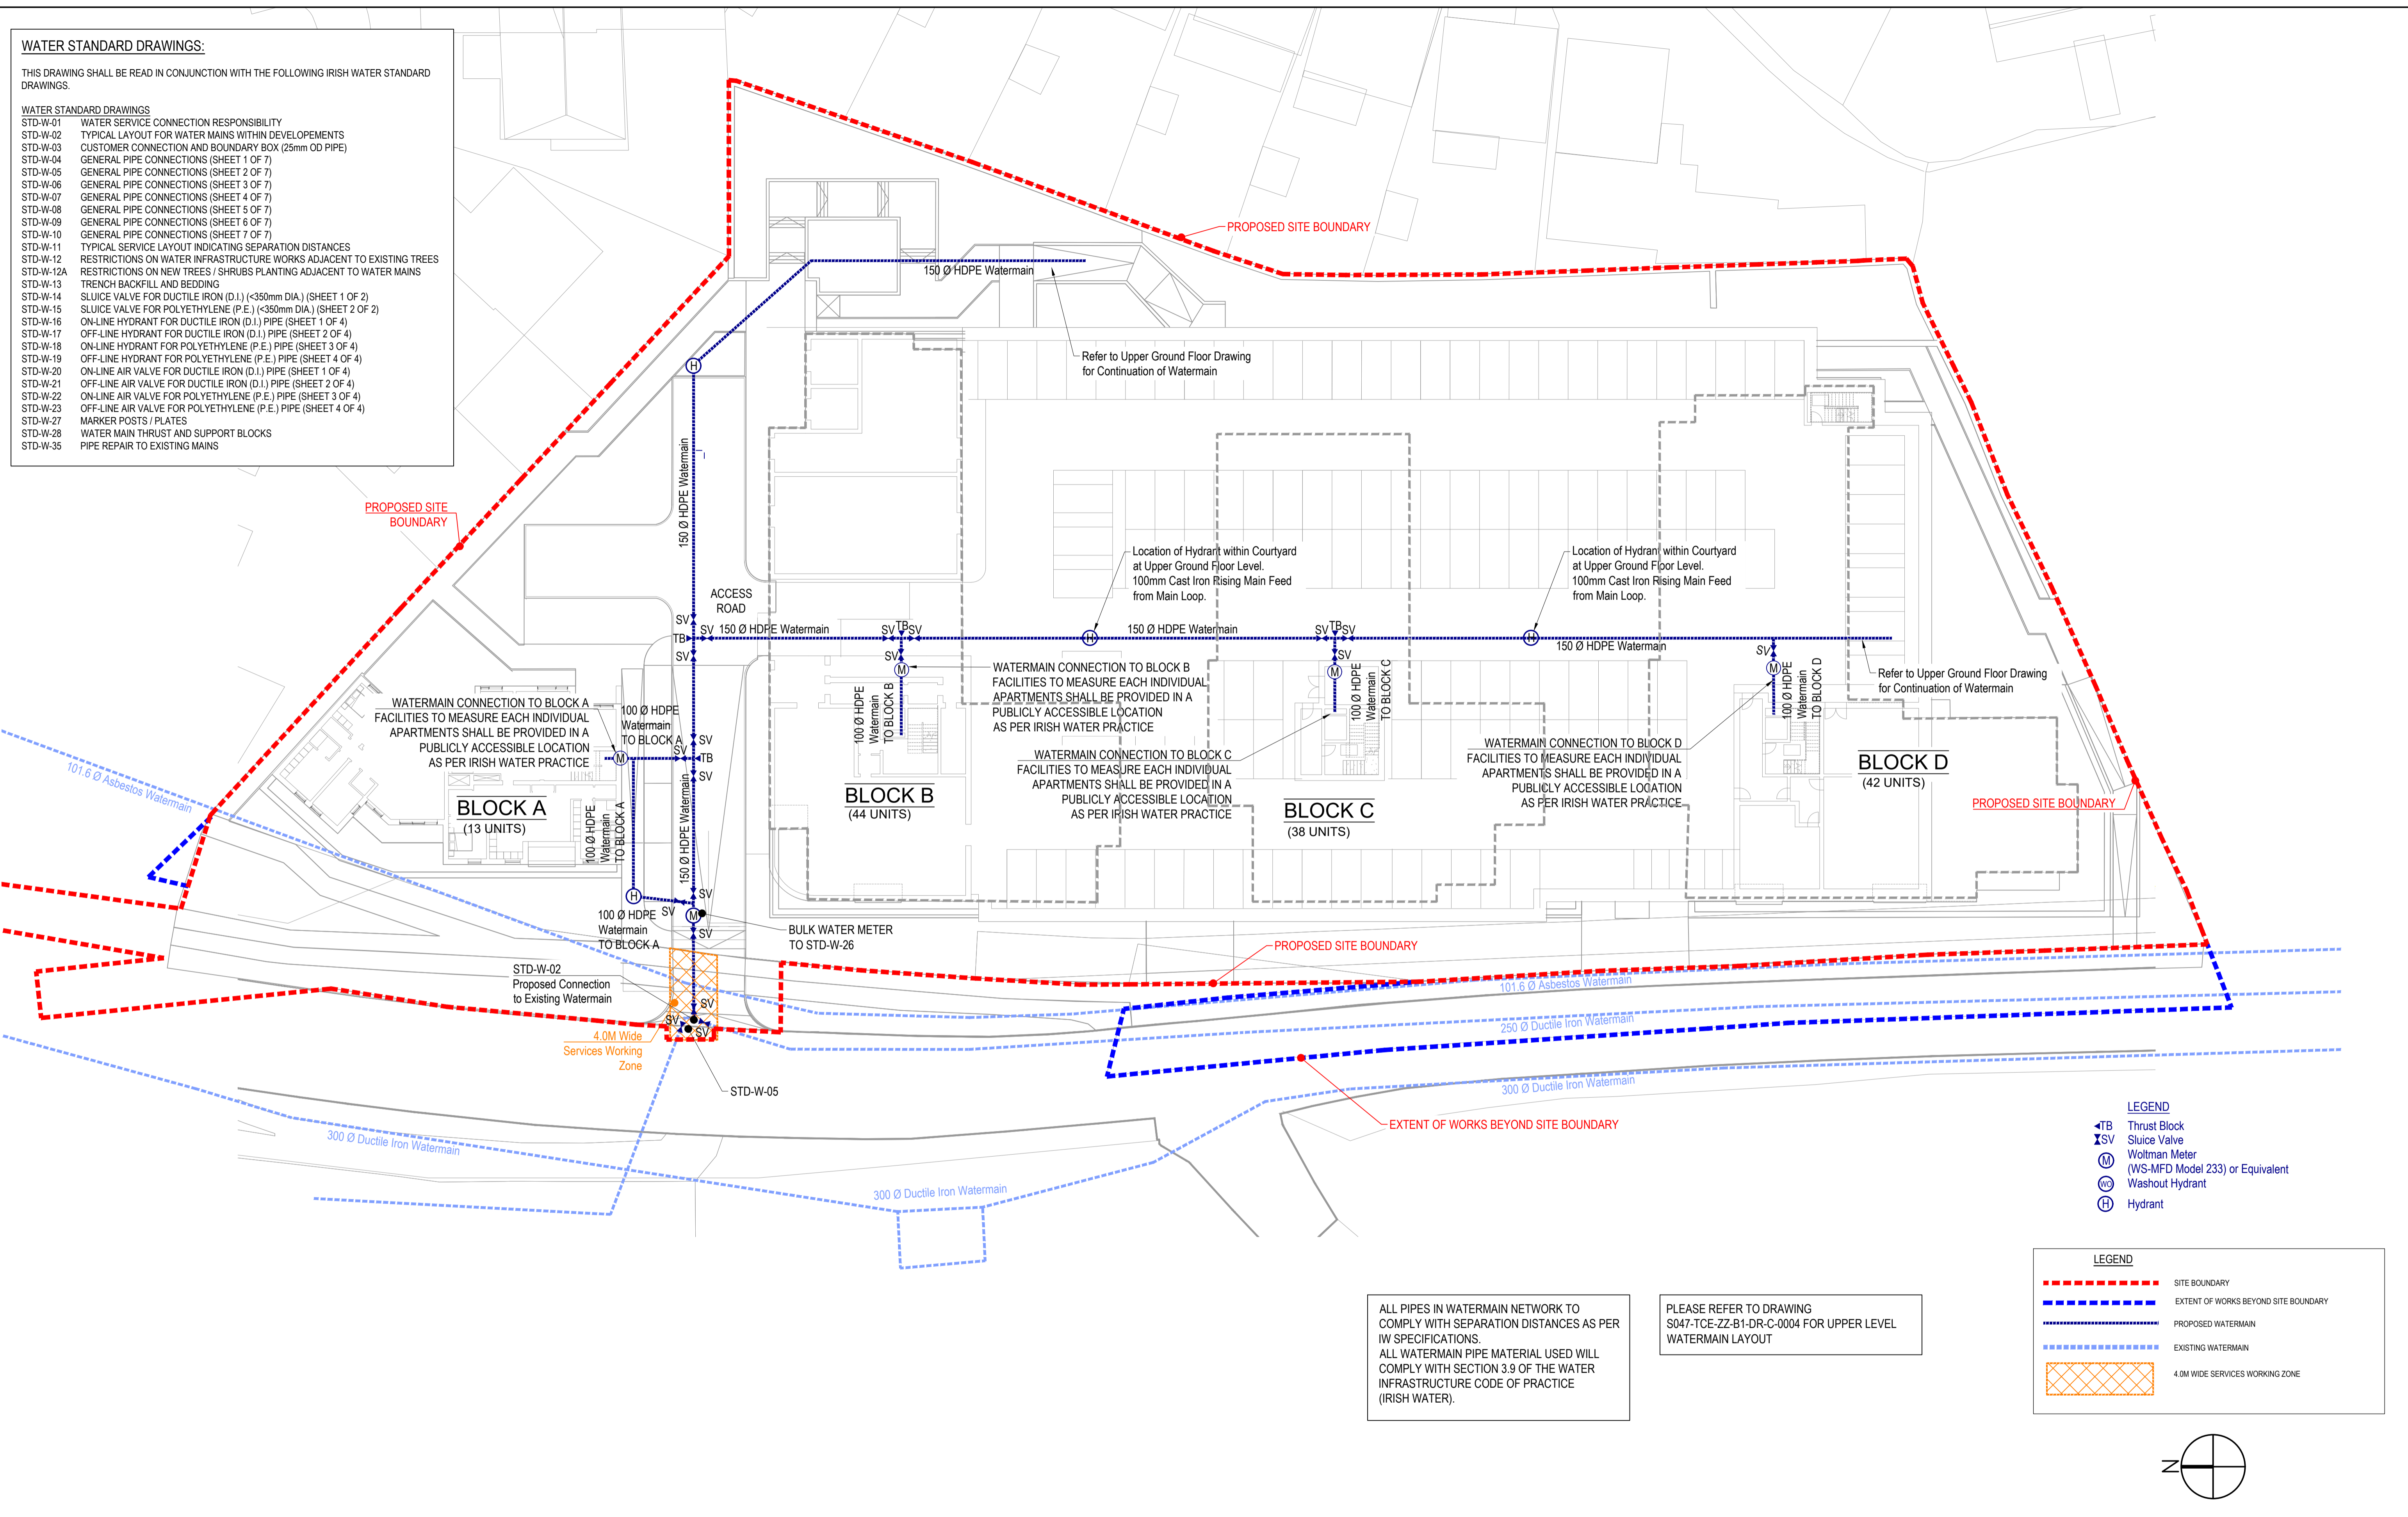 WATER STANDARD DRAWINGS:
THIS DRAWING SHALL BE READ IN CONJUNCTION WITH THE FOLLOWING IRISH WATER STANDARD
DRAWINGS.
WATER STANDARD DRAWINGS
STD-W-01 WATER SERVICE CONNECTION RESPONSIBILITY
STD-W-02 TYPICAL LAYOUT FOR WATER MAINS WITHIN DEVELOPEMENTS
STD-W-03 CUSTOMER CONNECTION AND BOUNDARY BOX (25mm OD PIPE)
STD-W-04 GENERAL PIPE CONNECTIONS (SHEET 1 OF 7)
STD-W-05 GENERAL PIPE CONNECTIONS (SHEET 2 OF 7)
STD-W-06 GENERAL PIPE CONNECTIONS (SHEET 3 OF 7)
STD-W-07 GENERAL PIPE CONNECTIONS (SHEET 4 OF 7)
STD-W-08 GENERAL PIPE CONNECTIONS (SHEET 5 OF 7)
STD-W-09 GENERAL PIPE CONNECTIONS (SHEET 6 OF 7)
STD-W-10 GENERAL PIPE CONNECTIONS (SHEET 7 OF 7)
STD-W-11 TYPICAL SERVICE LAYOUT INDICATING SEPARATION DISTANCES
STD-W-12 RESTRICTIONS ON WATER INFRASTRUCTURE WORKS ADJACENT TO EXISTING TREES
STD-W-12A RESTRICTIONS ON NEW TREES / SHRUBS PLANTING ADJACENT TO WATER MAINS
STD-W-13 TRENCH BACKFILL AND BEDDING
STD-W-14 SLUICE VALVE FOR DUCTILE IRON (D.I.) (<350mm DIA.) (SHEET 1 OF 2)
STD-W-15 SLUICE VALVE FOR POLYETHYLENE (P.E.) (<350mm DIA.) (SHEET 2 OF 2)
STD-W-16 ON-LINE HYDRANT FOR DUCTILE IRON (D.I.) PIPE (SHEET 1 OF 4)
STD-W-17 OFF-LINE HYDRANT FOR DUCTILE IRON (D.I.) PIPE (SHEET 2 OF 4)
STD-W-18 ON-LINE HYDRANT FOR POLYETHYLENE (P.E.) PIPE (SHEET 3 OF 4)
STD-W-19 OFF-LINE HYDRANT FOR POLYETHYLENE (P.E.) PIPE (SHEET 4 OF 4)
STD-W-20 ON-LINE AIR VALVE FOR DUCTILE IRON (D.I.) PIPE (SHEET 1 OF 4)
STD-W-21 OFF-LINE AIR VALVE FOR DUCTILE IRON (D.I.) PIPE (SHEET 2 OF 4)
STD-W-22 ON-LINE AIR VALVE FOR POLYETHYLENE (P.E.) PIPE (SHEET 3 OF 4)
STD-W-23 OFF-LINE AIR VALVE FOR POLYETHYLENE (P.E.) PIPE (SHEET 4 OF 4)
STD-W-27 MARKER POSTS / PLATES
STD-W-28 WATER MAIN THRUST AND SUPPORT BLOCKS
STD-W-35 PIPE REPAIR TO EXISTING MAINS
PROPOSED SITE BOUNDARY
150 Ø HDPE Watermain
Refer to Upper Ground Floor Drawing
for Continuation of Watermain
H
150 Ø HDPE Watermain
PROPOSED SITE
BOUNDARY
Location of Hydrant within Courtyard
at Upper Ground Floor Level.
100mm Cast Iron Rising Main Feed
from Main Loop.
Location of Hydrant within Courtyard
at Upper Ground Floor Level.
100mm Cast Iron Rising Main Feed
from Main Loop.
ACCESS
ROAD
SV
TB
SV
150 Ø HDPE Watermain
SV
SV
TB
SV
SV
M
H
150 Ø HDPE Watermain
SV
TB
SV
SV
M
H
150 Ø HDPE Watermain
SV
M
Refer to Upper Ground Floor Drawing
for Continuation of Watermain
WATERMAIN CONNECTION TO BLOCK A
FACILITIES TO MEASURE EACH INDIVIDUAL
APARTMENTS SHALL BE PROVIDED IN A
PUBLICLY ACCESSIBLE LOCATION
AS PER IRISH WATER PRACTICE
100 Ø HDPE
Watermain
TO BLOCK A
M
SV
SV
TB
SV
100 Ø HDPE
Watermain
TO BLOCK B
WATERMAIN CONNECTION TO BLOCK B
FACILITIES TO MEASURE EACH INDIVIDUAL
APARTMENTS SHALL BE PROVIDED IN A
PUBLICLY ACCESSIBLE LOCATION
AS PER IRISH WATER PRACTICE
100 Ø HDPE
Watermain
TO BLOCK C
WATERMAIN CONNECTION TO BLOCK C
FACILITIES TO MEASURE EACH INDIVIDUAL
APARTMENTS SHALL BE PROVIDED IN A
PUBLICLY ACCESSIBLE LOCATION
AS PER IRISH WATER PRACTICE
100 Ø HDPE
Watermain
TO BLOCK D
WATERMAIN CONNECTION TO BLOCK D
FACILITIES TO MEASURE EACH INDIVIDUAL
APARTMENTS SHALL BE PROVIDED IN A
PUBLICLY ACCESSIBLE LOCATION
AS PER IRISH WATER PRACTICE
BLOCK A
(13 UNITS)
BLOCK B
(44 UNITS)
BLOCK C
(38 UNITS)
BLOCK D
(42 UNITS)
PROPOSED SITE BOUNDARY
101.6 Ø Asbestos Watermain
100 Ø HDPE
Watermain
TO BLOCK A
150 Ø HDPE Watermain
H
SV
SV
M
SV
100 Ø HDPE
Watermain
TO BLOCK A
BULK WATER METER
TO STD-W-26
STD-W-02
Proposed Connection
to Existing Watermain
SV
SV
SV
4.0M Wide
Services Working
Zone
STD-W-05
PROPOSED SITE BOUNDARY
101.6 Ø Asbestos Watermain
250 Ø Ductile Iron Watermain
300 Ø Ductile Iron Watermain
EXTENT OF WORKS BEYOND SITE BOUNDARY
300 Ø Ductile Iron Watermain
300 Ø Ductile Iron Watermain
LEGEND
TB Thrust Block
SV Sluice Valve
M Woltman Meter
(WS-MFD Model 233) or Equivalent
WO Washout Hydrant
H Hydrant
LEGEND
SITE BOUNDARY
EXTENT OF WORKS BEYOND SITE BOUNDARY
PROPOSED WATERMAIN
EXISTING WATERMAIN
4.0M WIDE SERVICES WORKING ZONE
ALL PIPES IN WATERMAIN NETWORK TO
COMPLY WITH SEPARATION DISTANCES AS PER
IW SPECIFICATIONS.
ALL WATERMAIN PIPE MATERIAL USED WILL
COMPLY WITH SECTION 3.9 OF THE WATER
INFRASTRUCTURE CODE OF PRACTICE
(IRISH WATER).
PLEASE REFER TO DRAWING
S047-TCE-ZZ-B1-DR-C-0004 FOR UPPER LEVEL
WATERMAIN LAYOUT
N